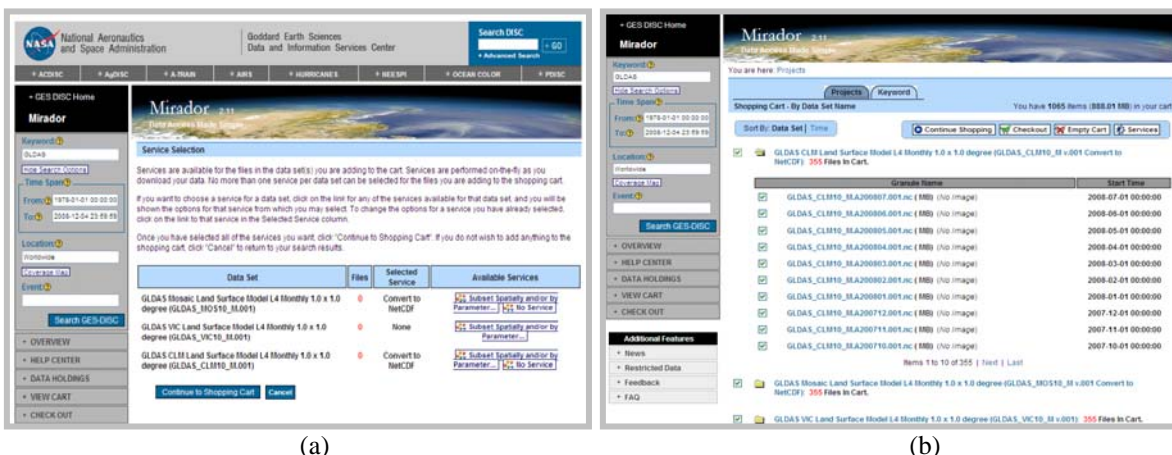 National Aeronautics
and Space Administration
NASA
Goddard Earth Sciences
Data and Information Services Center
Search DISC
+ GO
+ Advanced Search
+ ACDISC + AgDISC + A-TRAIN + AIRS + HURRICANES + NEESPI + OCEAN COLOR + PDISC
+ GES DISC Home
Mirador
Keyword:
GLDAS
Hide Search Options
Time Span
From: 1979-01-01 00:00:00
To: 2008-12-04 23:59:59
Location:
Worldwide
Coverage Map
Event:
Search GES-DISC
+ OVERVIEW
+ HELP CENTER
+ DATA HOLDINGS
+ VIEW CART
+ CHECK OUT
Mirador 2.11
Data Access Made Simple
Service Selection
Services are available for the files in the data set(s) you are adding to the cart. Services are performed on-the-fly as you
download your data. No more than one service per data set can be selected for the files you are adding to the shopping cart.
If you want to choose a service for a data set, click on the link for any of the services available for that data set, and you will be
shown the options for that service from which you may select. To change the options for a service you have already selected,
click on the link to that service in the Selected Service column.
Once you have selected all of the services you want, click "Continue to Shopping Cart". If you do not wish to add anything to the
shopping cart, click "Cancel" to return to your search results.
Data Set Files Selected Service Available Services
GLDAS Mosaic Land Surface Model L4 Monthly 1.0 x 1.0
degree (GLDAS_MOS10_M.001)
0
Convert to
NetCDF
Subset Spatially and/or by
Parameter... No Service
GLDAS VIC Land Surface Model L4 Monthly 1.0 x 1.0
degree (GLDAS_VIC10_M.001)
0
None
Subset Spatially and/or by
Parameter...
GLDAS CLM Land Surface Model L4 Monthly 1.0 x 1.0
degree (GLDAS_CLM10_M.001)
0
Convert to
NetCDF
Subset Spatially and/or by
Parameter... No Service
Continue to Shopping Cart Cancel
(a)
+ GES DISC Home
Mirador
Keyword:
GLDAS
Hide Search Options
Time Span
From: 1979-01-01 00:00:00
To: 2008-12-04 23:59:59
Location:
Worldwide
Coverage Map
Event:
Search GES-DISC
+ OVERVIEW
+ HELP CENTER
+ DATA HOLDINGS
+ VIEW CART
+ CHECK OUT
Additional Features
+ News
+ Restricted Data
+ Feedback
+ FAQ
Mirador 2.11
Data Access Made Simple
You are here: Projects
Projects Keyword
Shopping Cart - By Data Set Name
You have 1065 items (888.01 MB) in your cart
Sort By: Data Set | Time
Continue Shopping Checkout Empty Cart Services
GLDAS CLM Land Surface Model L4 Monthly 1.0 x 1.0 degree (GLDAS_CLM10_M v.001 Convert to
NetCDF): 355 Files In Cart.
Granule Name Start Time
GLDAS_CLM10_M.A200807.001.nc ( MB) (No Image) 2008-07-01 00:00:00
GLDAS_CLM10_M.A200806.001.nc ( MB) (No Image) 2008-06-01 00:00:00
GLDAS_CLM10_M.A200805.001.nc ( MB) (No Image) 2008-05-01 00:00:00
GLDAS_CLM10_M.A200804.001.nc ( MB) (No Image) 2008-04-01 00:00:00
GLDAS_CLM10_M.A200803.001.nc ( MB) (No Image) 2008-03-01 00:00:00
GLDAS_CLM10_M.A200802.001.nc ( MB) (No Image) 2008-02-01 00:00:00
GLDAS_CLM10_M.A200801.001.nc ( MB) (No Image) 2008-01-01 00:00:00
GLDAS_CLM10_M.A200712.001.nc ( MB) (No Image) 2007-12-01 00:00:00
GLDAS_CLM10_M.A200711.001.nc ( MB) (No Image) 2007-11-01 00:00:00
GLDAS_CLM10_M.A200710.001.nc ( MB) (No Image) 2007-10-01 00:00:00
Items 1 to 10 of 355 | Next | Last
GLDAS Mosaic Land Surface Model L4 Monthly 1.0 x 1.0 degree (GLDAS_MOS10_M v.001 Convert to
NetCDF): 355 Files In Cart.
GLDAS VIC Land Surface Model L4 Monthly 1.0 x 1.0 degree (GLDAS_VIC10_M v.001): 355 Files In Cart.
(b)